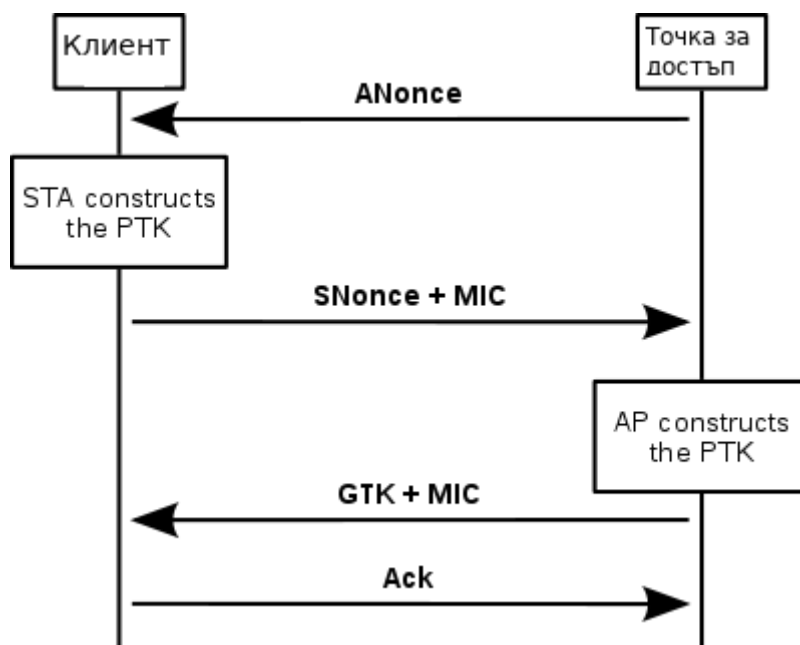 Клиент
Точка за
достъп
ANonce
STA constructs
the PTK
SNonce + MIC
AP constructs
the PTK
GTK + MIC
Ack